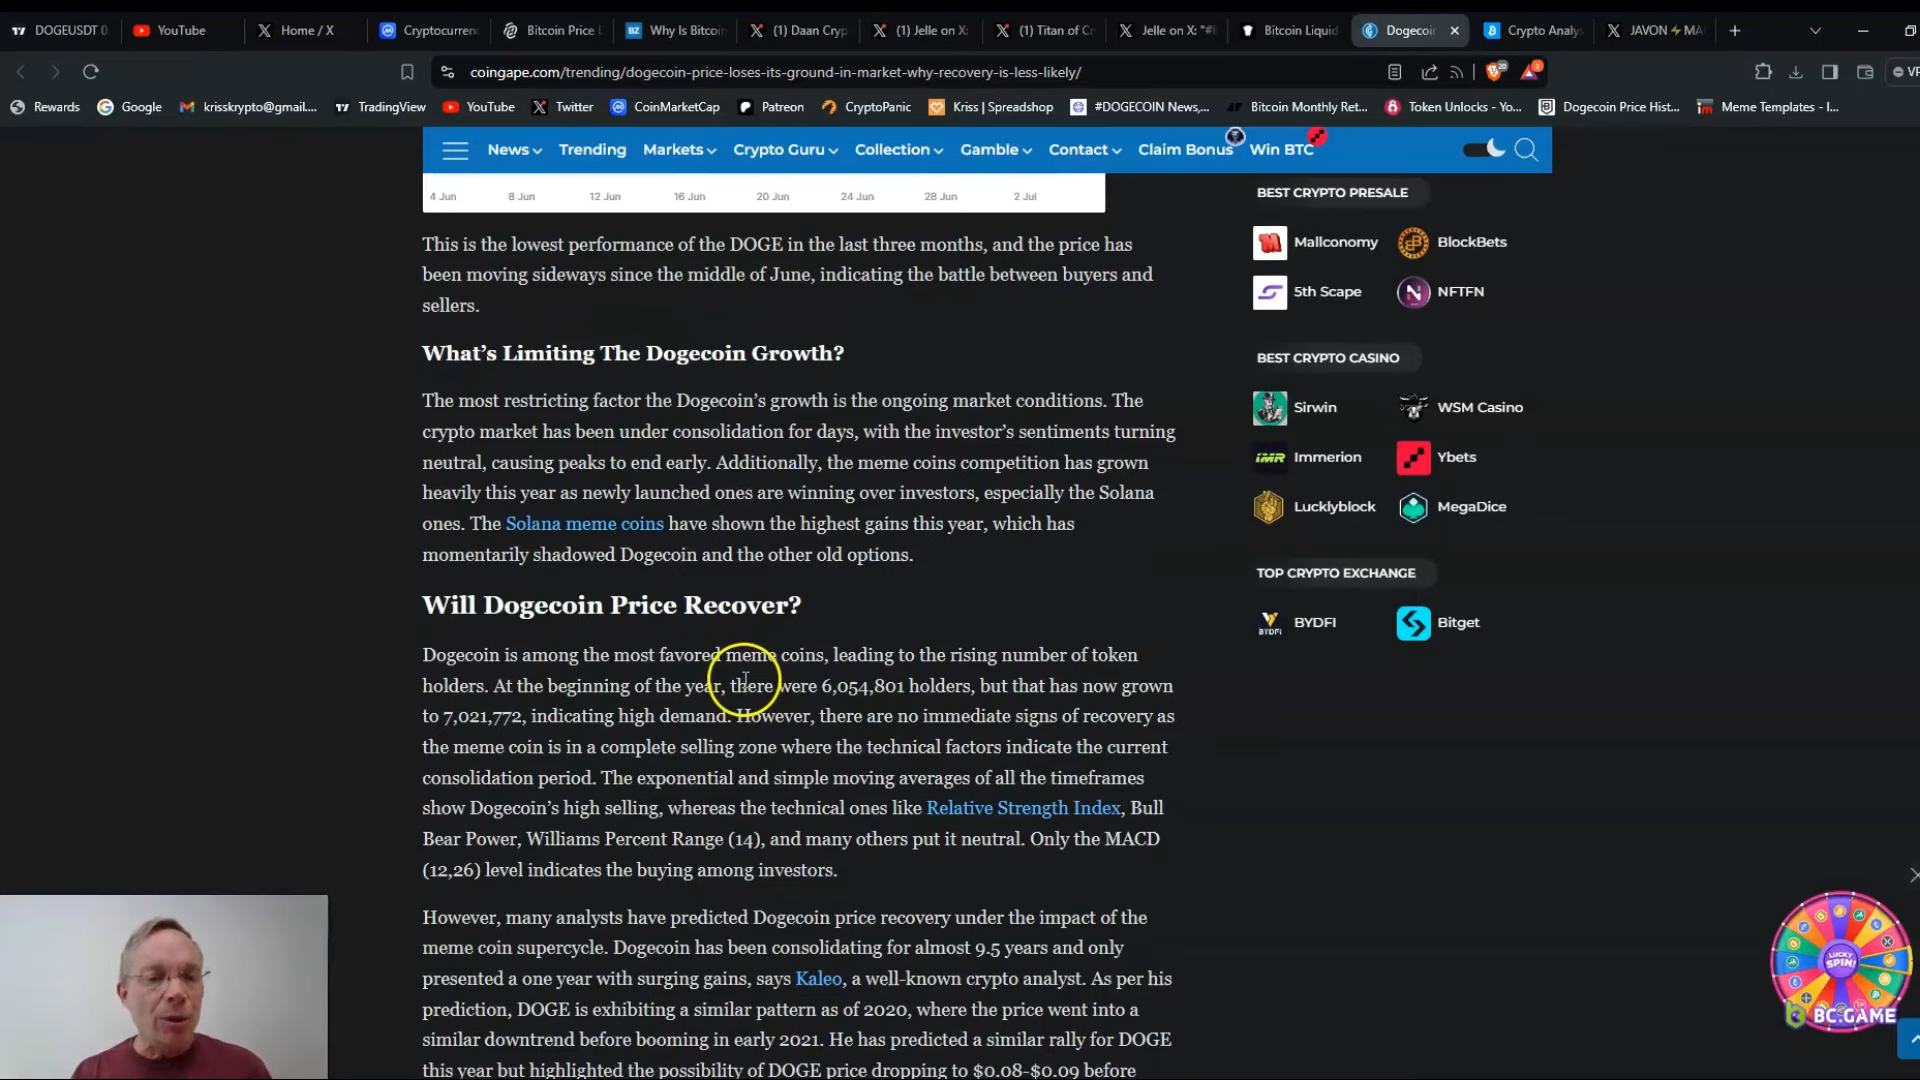 DOGEUSDT 0
YouTube
Home / X
Cryptocurren
Bitcoin Price D
Why Is Bitcoin
(1) Daan Cryp
(1) Jelle on X:
(1) Titan of Cr
Jelle on X: "#B
Bitcoin Liquid
Dogecoi
Crypto Analy
JAVON⚡MA
coingape.com/trending/dogecoin-price-loses-its-ground-in-market-why-recovery-is-less-likely/
VP
Rewards
Google
krisskrypto@gmail....
TradingView
YouTube
Twitter
CoinMarketCap
Patreon
CryptoPanic
Kriss | Spreadshop
#DOGECOIN News,...
Bitcoin Monthly Ret...
Token Unlocks - Yo...
Dogecoin Price Hist...
Meme Templates - I...
News
Trending
Markets
Crypto Guru
Collection
Gamble
Contact
Claim Bonus
Win BTC
4 Jun 8 Jun 12 Jun 16 Jun 20 Jun 24 Jun 28 Jun 2 Jul
This is the lowest performance of the DOGE in the last three months, and the price has
been moving sideways since the middle of June, indicating the battle between buyers and
sellers.
What's Limiting The Dogecoin Growth?
The most restricting factor the Dogecoin's growth is the ongoing market conditions. The
crypto market has been under consolidation for days, with the investor's sentiments turning
neutral, causing peaks to end early. Additionally, the meme coins competition has grown
heavily this year as newly launched ones are winning over investors, especially the Solana
ones. The Solana meme coins have shown the highest gains this year, which has
momentarily shadowed Dogecoin and the other old options.
Will Dogecoin Price Recover?
Dogecoin is among the most favored meme coins, leading to the rising number of token
holders. At the beginning of the year, there were 6,054,801 holders, but that has now grown
to 7,021,772, indicating high demand. However, there are no immediate signs of recovery as
the meme coin is in a complete selling zone where the technical factors indicate the current
consolidation period. The exponential and simple moving averages of all the timeframes
show Dogecoin's high selling, whereas the technical ones like Relative Strength Index, Bull
Bear Power, Williams Percent Range (14), and many others put it neutral. Only the MACD
(12,26) level indicates the buying among investors.
However, many analysts have predicted Dogecoin price recovery under the impact of the
meme coin supercycle. Dogecoin has been consolidating for almost 9.5 years and only
presented a one year with surging gains, says Kaleo, a well-known crypto analyst. As per his
prediction, DOGE is exhibiting a similar pattern as of 2020, where the price went into a
similar downtrend before booming in early 2021. He has predicted a similar rally for DOGE
this year but highlighted the possibility of DOGE price dropping to $0.08-$0.09 before
BEST CRYPTO PRESALE
Mallconomy
BlockBets
5th Scape
NFTFN
BEST CRYPTO CASINO
Sirwin
WSM Casino
IMR Immerion
Ybets
Lucklyblock
MegaDice
TOP CRYPTO EXCHANGE
BYDFI BYDFI
Bitget
LUCKY
SPIN!
BC.GAME